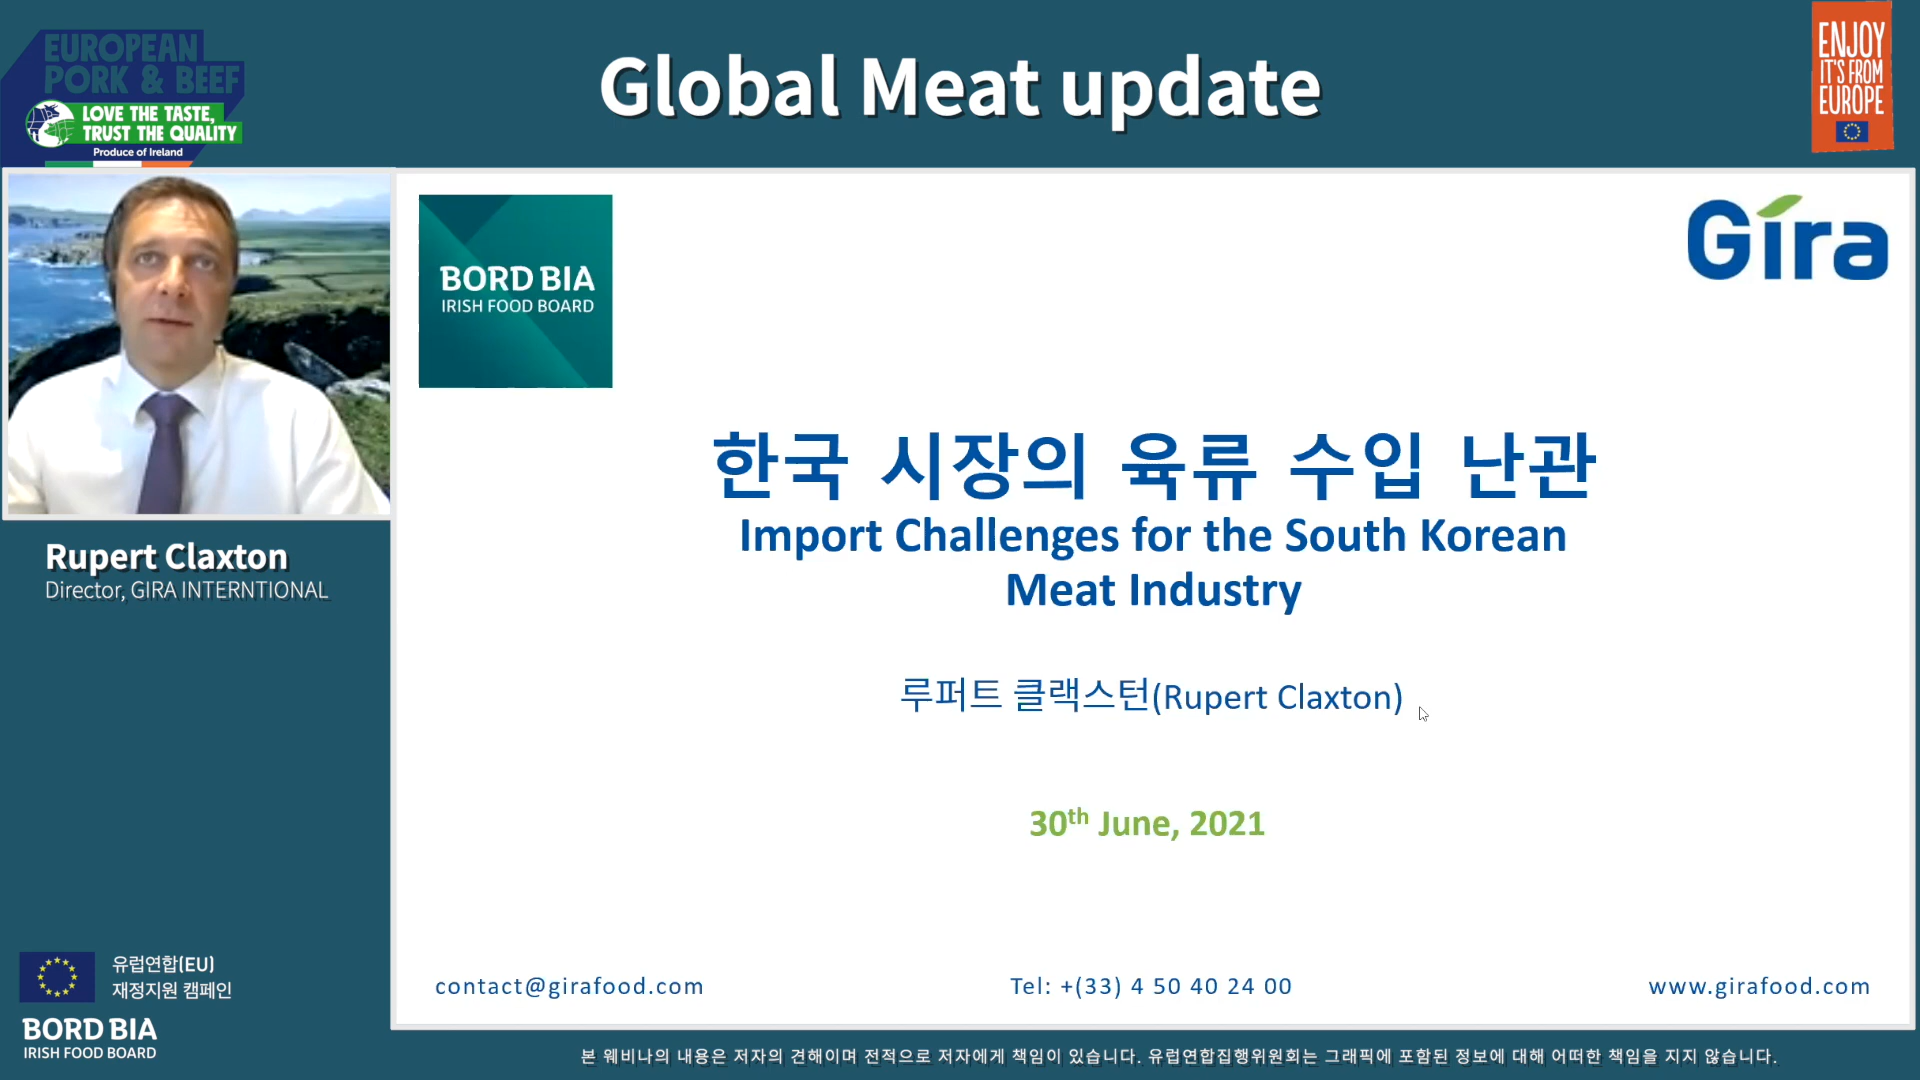 EUROPEAN
PORK & BEEF
LOVE THE TASTE,
TRUST THE QUALITY
Produce of Ireland
Global Meat update
ENJOY
IT'S FROM
EUROPE
BORD BIA
IRISH FOOD BOARD
Gira
한국 시장의 육류 수입 난관
Import Challenges for the South Korean
Meat Industry
루퍼트 클랙스턴(Rupert Claxton)
30th June, 2021
contact@girafood.com
Tel: +(33) 4 50 40 24 00
www.girafood.com
Rupert Claxton
Director, GIRA INTERNTIONAL
유럽연합(EU)
재정지원 캠페인
BORD BIA
IRISH FOOD BOARD
본 웨비나의 내용은 저자의 견해이며 전적으로 저자에게 책임이 있습니다. 유럽연합집행위원회는 그래픽에 포함된 정보에 대해 어떠한 책임을 지지 않습니다.